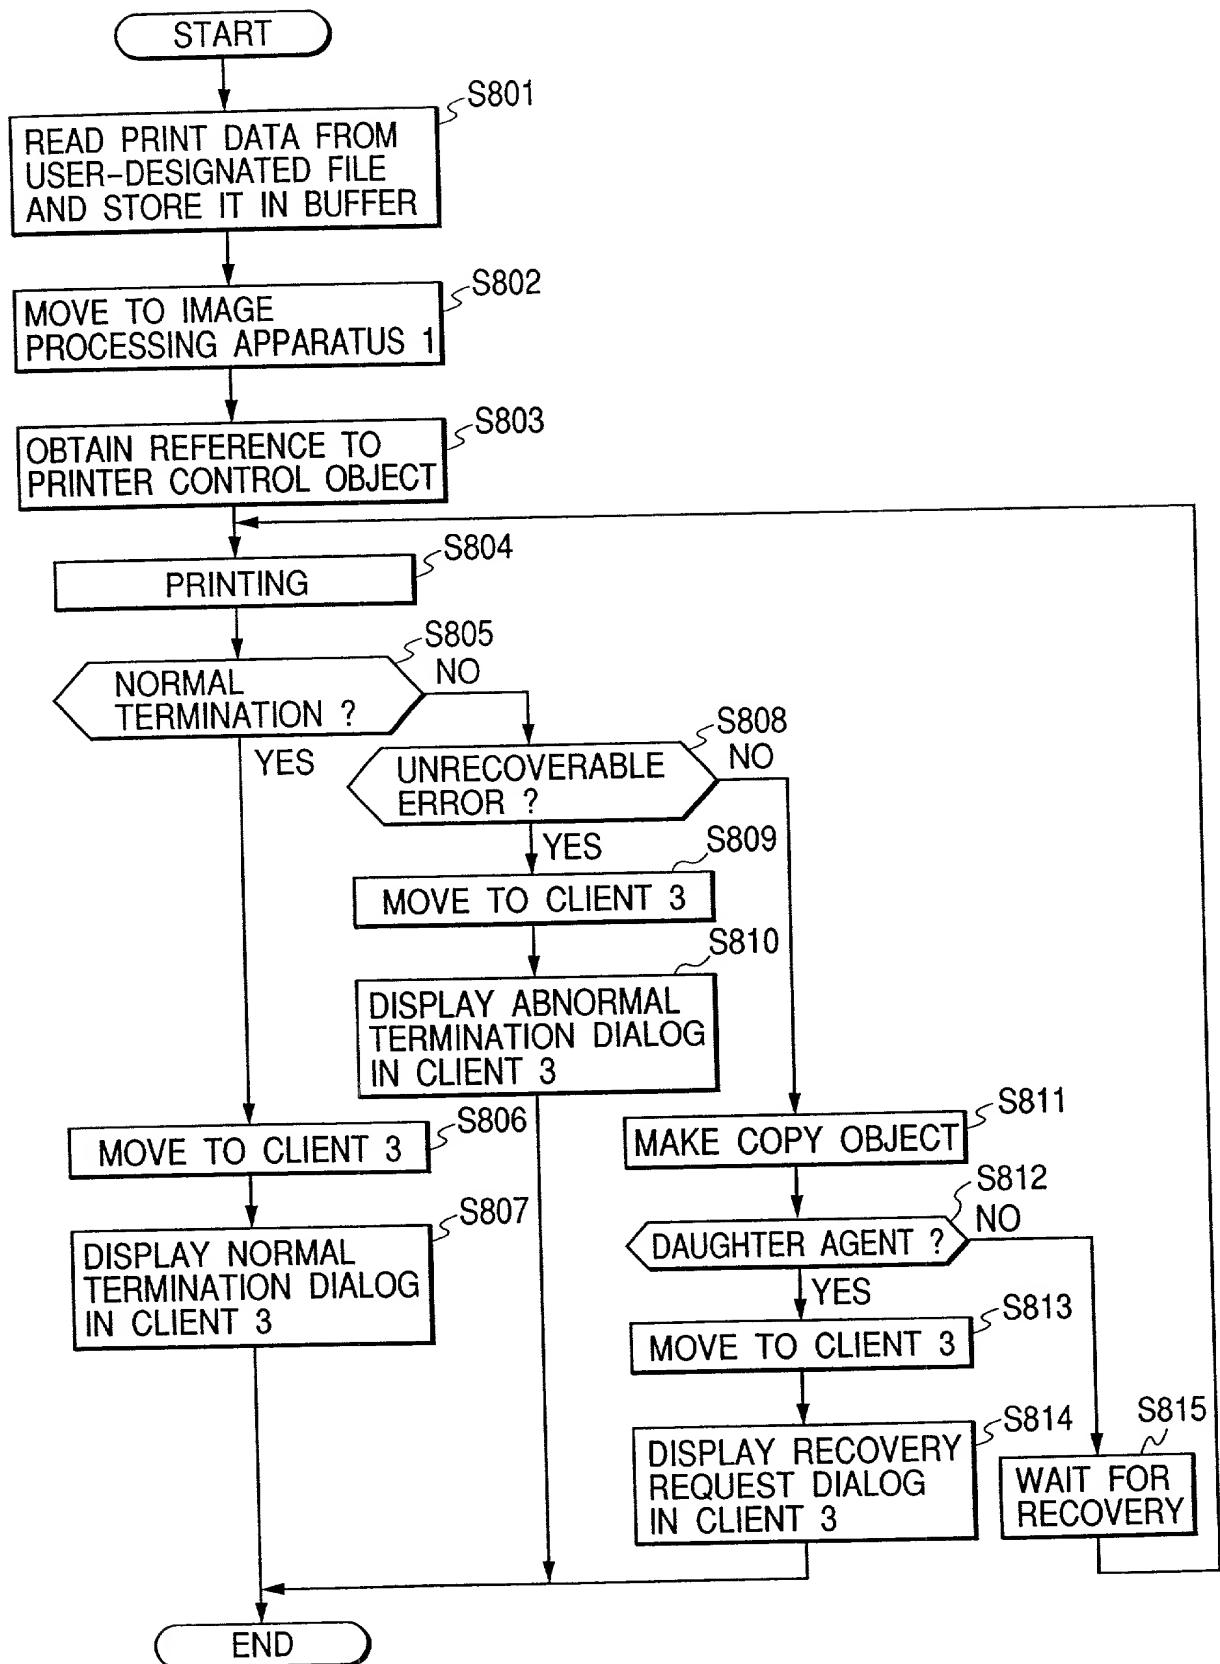 START
S801
READ PRINT DATA FROM
USER-DESIGNATED FILE
AND STORE IT IN BUFFER
S802
MOVE TO IMAGE
PROCESSING APPARATUS 1
S803
OBTAIN REFERENCE TO
PRINTER CONTROL OBJECT
S804
PRINTING
S805
NORMAL
TERMINATION ?
NO
YES
S808
UNRECOVERABLE
ERROR ?
NO
YES
S809
MOVE TO CLIENT 3
S810
DISPLAY ABNORMAL
TERMINATION DIALOG
IN CLIENT 3
S806
MOVE TO CLIENT 3
S807
DISPLAY NORMAL
TERMINATION DIALOG
IN CLIENT 3
S811
MAKE COPY OBJECT
S812
DAUGHTER AGENT ?
NO
YES
S813
MOVE TO CLIENT 3
S814
DISPLAY RECOVERY
REQUEST DIALOG
IN CLIENT 3
S815
WAIT FOR
RECOVERY
END